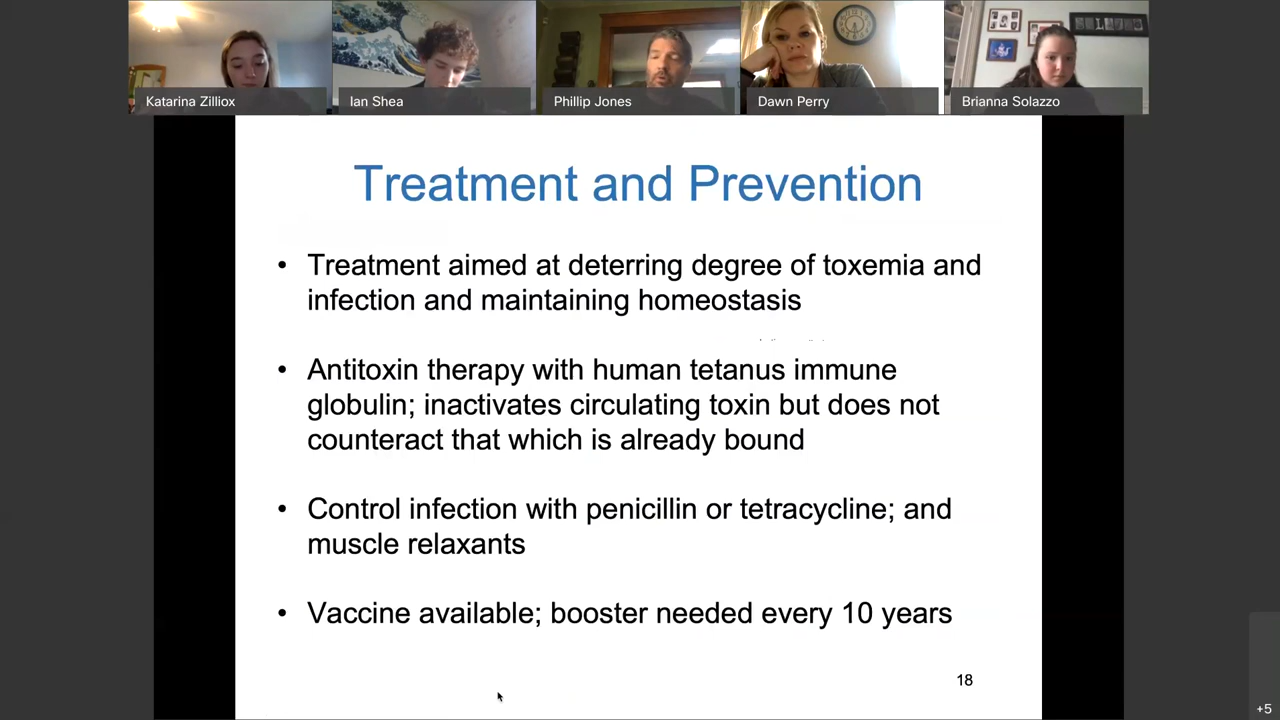 Katarina Zilliox
Ian Shea
Phillip Jones
Dawn Perry
Brianna Solazzo
Treatment and Prevention
• Treatment aimed at deterring degree of toxemia and
infection and maintaining homeostasis
• Antitoxin therapy with human tetanus immune
globulin; inactivates circulating toxin but does not
counteract that which is already bound
• Control infection with penicillin or tetracycline; and
muscle relaxants
• Vaccine available; booster needed every 10 years
18
+5